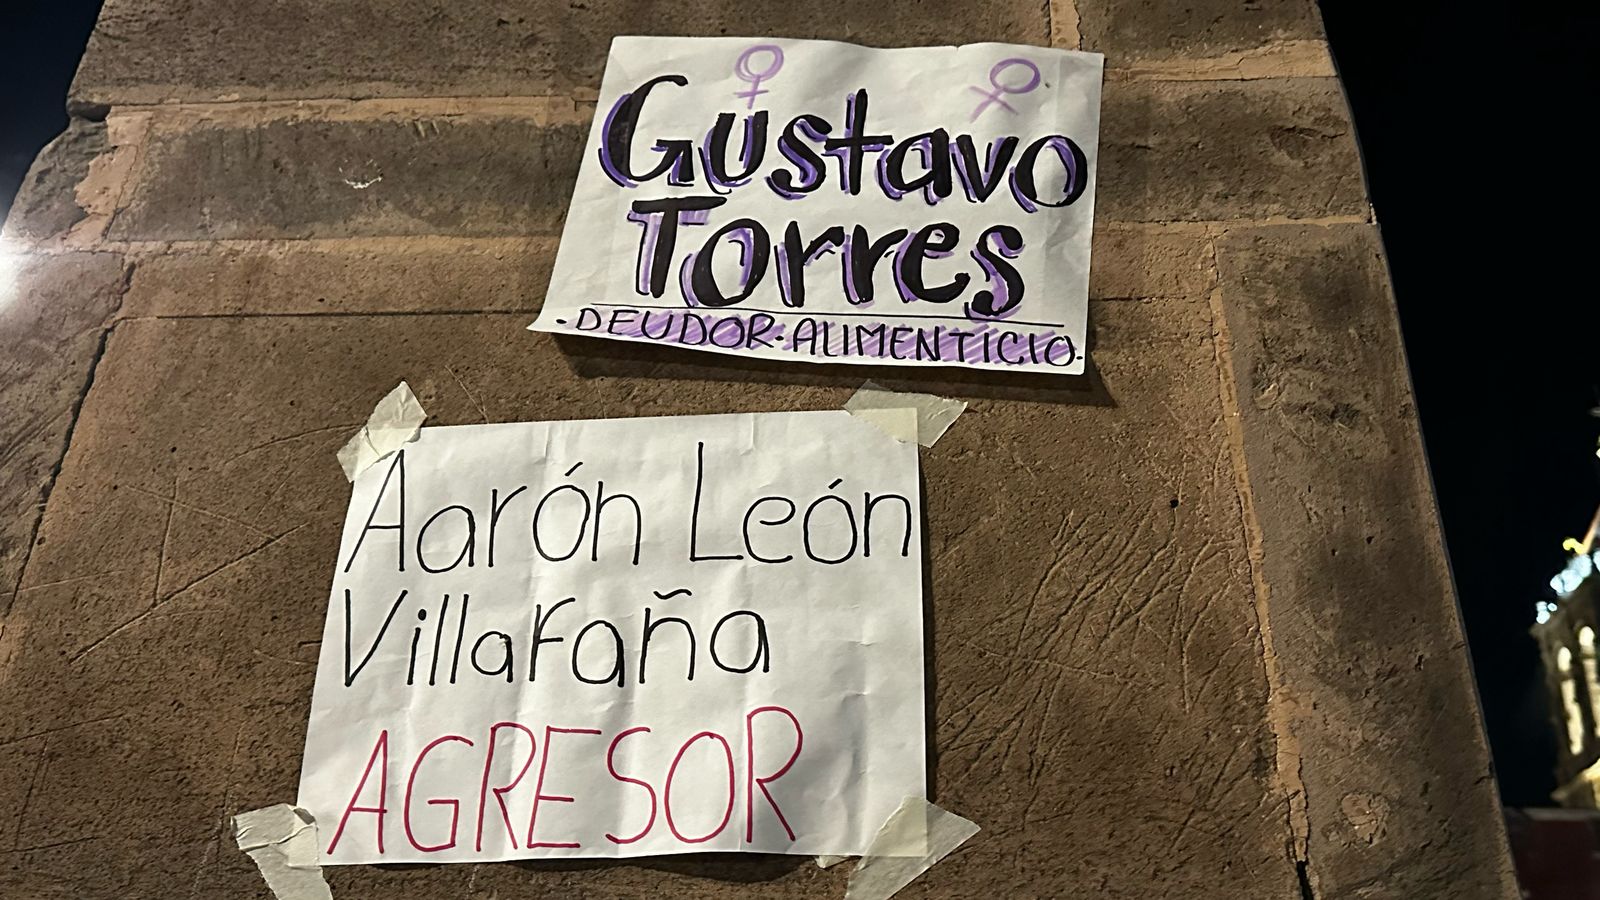 Gustavo
Torres
·DEUDOR·ALIMENTICIO·
Aarón León
Villafaña
AGRESOR